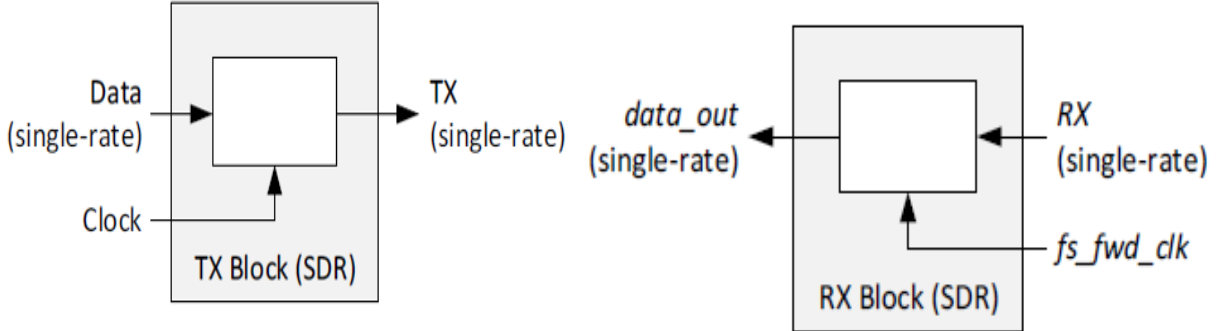 Data
(single-rate)
Clock
TX
(single-rate)
TX Block (SDR)
data_out
(single-rate)
RX
(single-rate)
fs_fwd_clk
RX Block (SDR)